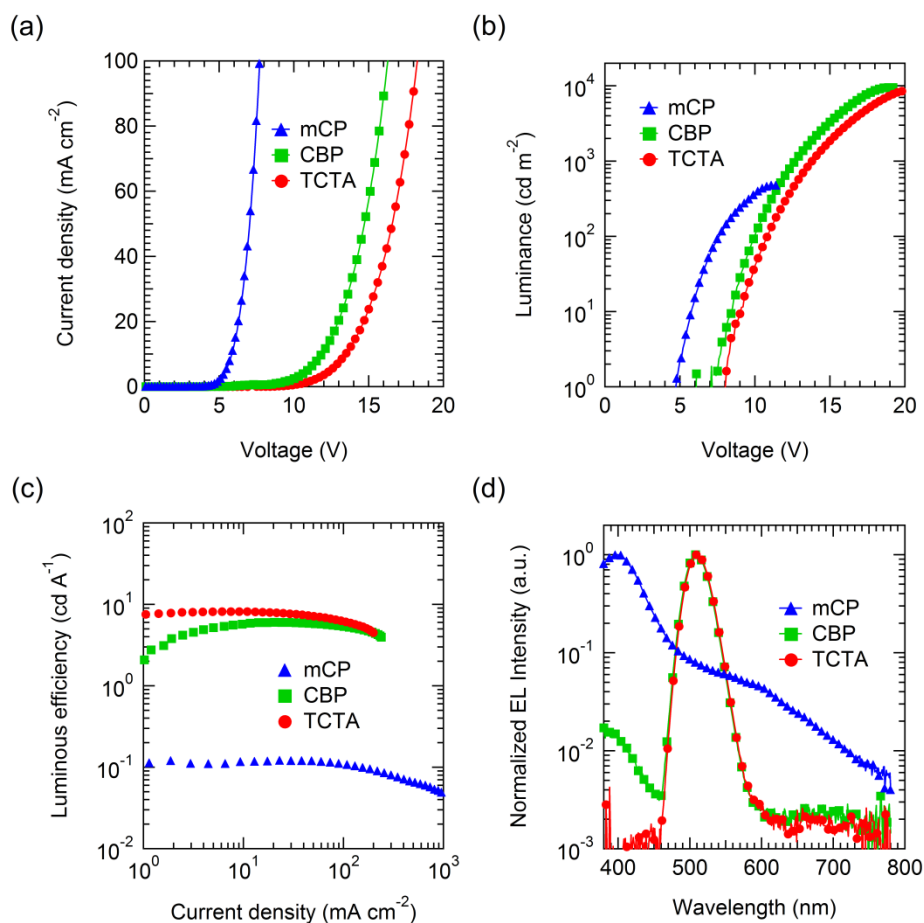 (a)
Current density (mA cm⁻²)
100
80
60
40
20
0
mCP
CBP
TCTA
0 5 10 15 20
Voltage (V)
(b)
Luminance (cd m⁻²)
10⁴
10³
10²
10¹
10⁰
mCP
CBP
TCTA
0 5 10 15 20
Voltage (V)
(c)
Luminous efficiency (cd A⁻¹)
10²
10¹
10⁰
10⁻¹
10⁻²
mCP
CBP
TCTA
10⁰ 10¹ 10² 10³
Current density (mA cm⁻²)
(d)
Normalized EL Intensity (a.u.)
10⁰
10⁻¹
10⁻²
10⁻³
mCP
CBP
TCTA
400 500 600 700 800
Wavelength (nm)